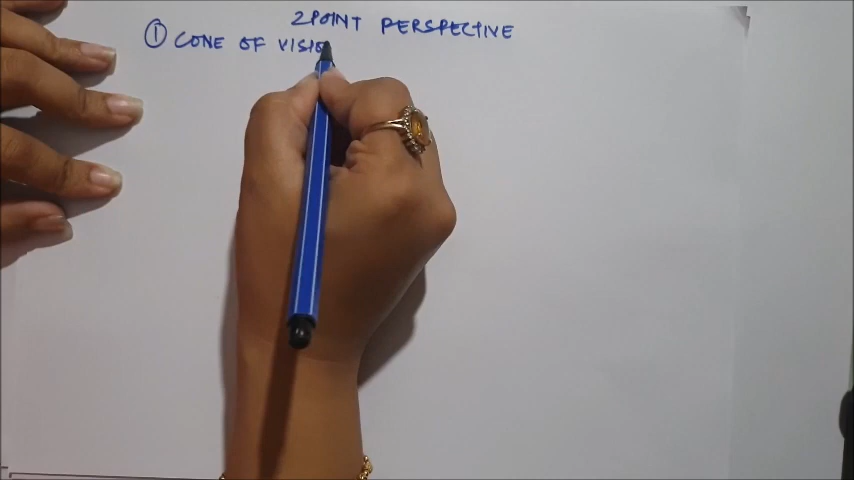 2POINT PERSPECTIVE
① CONE OF VISIO